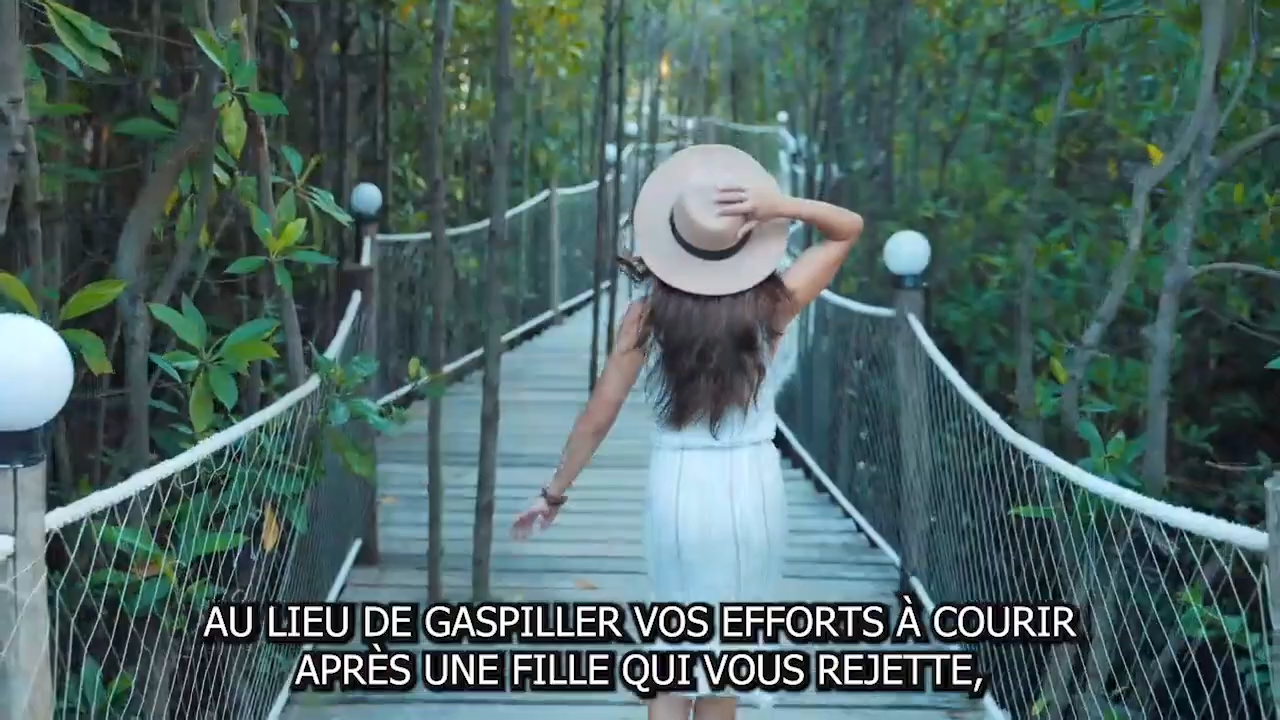 AU LIEU DE GASPILLER VOS EFFORTS À COURIR
APRÈS UNE FILLE QUI VOUS REJETTE,